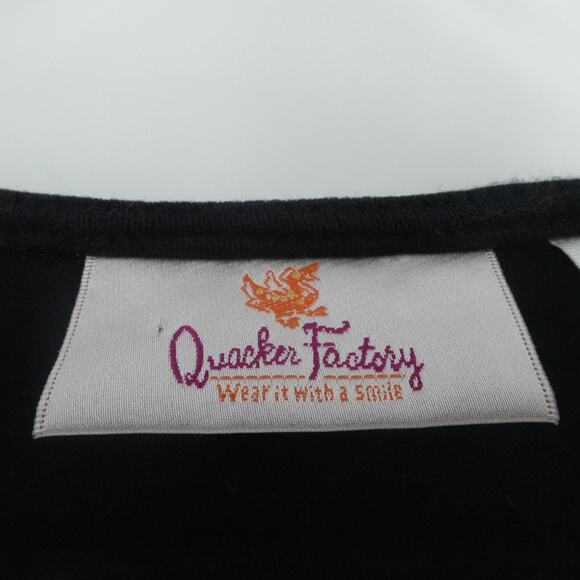 Quacker Factory
Wear it with a smile